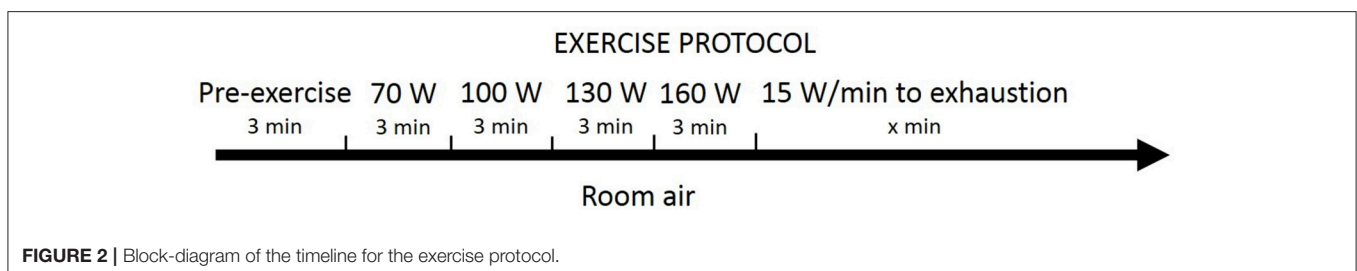 EXERCISE PROTOCOL
Pre-exercise 70 W 100 W 130 W 160 W 15 W/min to exhaustion
3 min 3 min 3 min 3 min 3 min x min
Room air
FIGURE 2 | Block-diagram of the timeline for the exercise protocol.